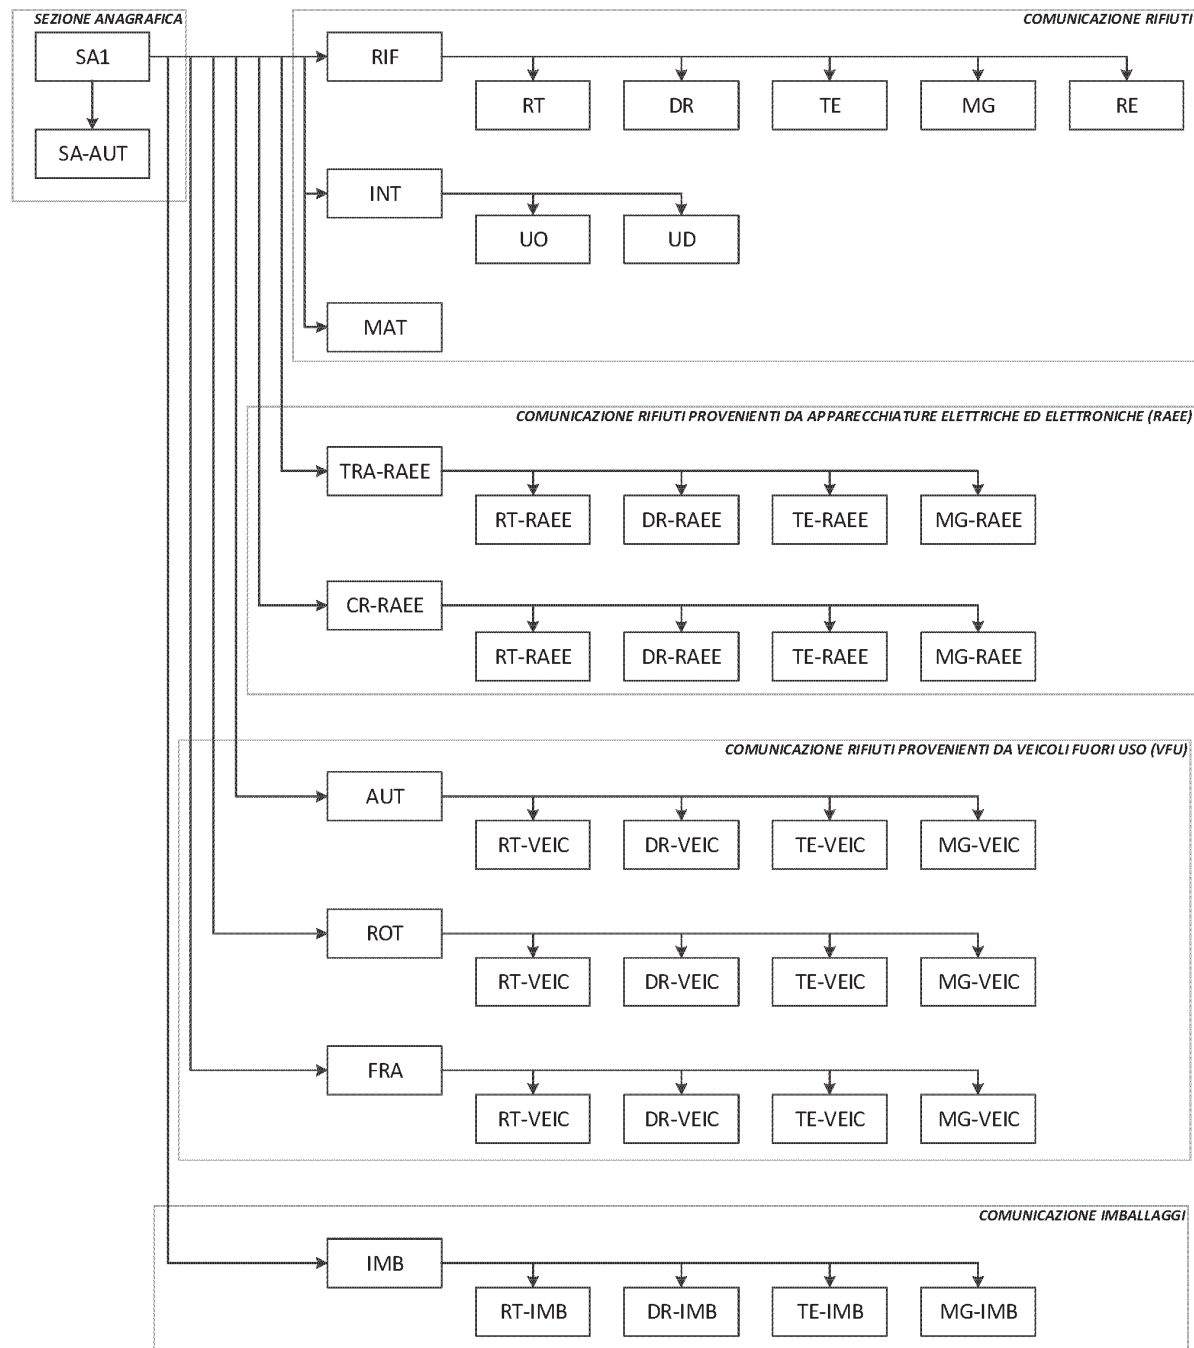 SEZIONE ANAGRAFICA
COMUNICAZIONE RIFIUTI
SA1
RIF
RT DR TE MG RE
SA-AUT
INT
UO UD
MAT
COMUNICAZIONE RIFIUTI PROVENIENTI DA APPARECCHIATURE ELETTRICHE ED ELETTRONICHE (RAEE)
TRA-RAEE
RT-RAEE DR-RAEE TE-RAEE MG-RAEE
CR-RAEE
RT-RAEE DR-RAEE TE-RAEE MG-RAEE
COMUNICAZIONE RIFIUTI PROVENIENTI DA VEICOLI FUORI USO (VFU)
AUT
RT-VEIC DR-VEIC TE-VEIC MG-VEIC
ROT
RT-VEIC DR-VEIC TE-VEIC MG-VEIC
FRA
RT-VEIC DR-VEIC TE-VEIC MG-VEIC
COMUNICAZIONE IMBALLAGGI
IMB
RT-IMB DR-IMB TE-IMB MG-IMB